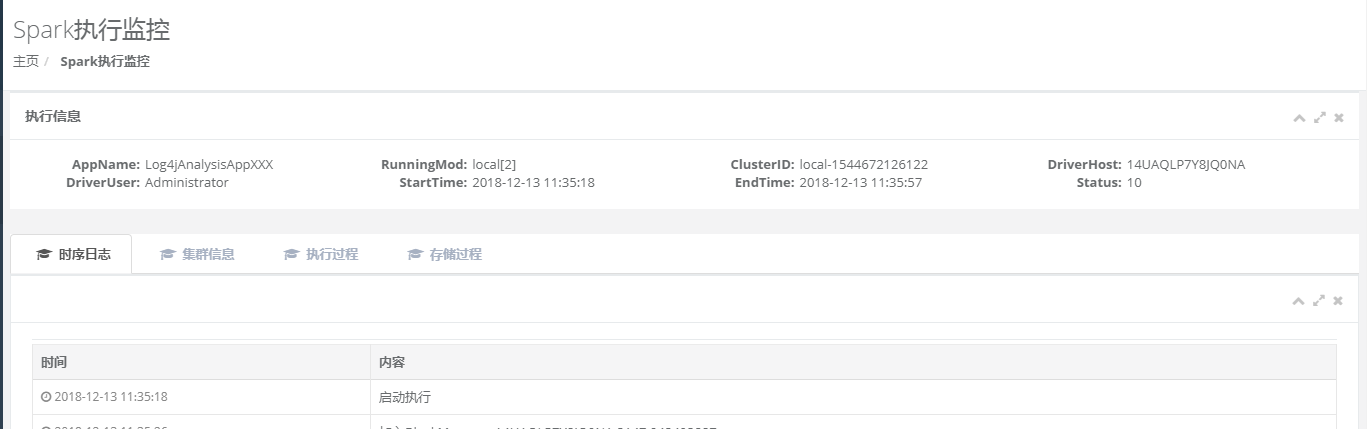 Spark执行监控
主页 / Spark执行监控
执行信息
AppName: Log4jAnalysisAppXXX RunningMod: local[2] ClusterID: local-1544672126122 DriverHost: 14UAQLP7Y8JQ0NA
DriverUser: Administrator StartTime: 2018-12-13 11:35:18 EndTime: 2018-12-13 11:35:57 Status: 10
时序日志 集群信息 执行过程 存储过程
时间 内容
2018-12-13 11:35:18 启动执行